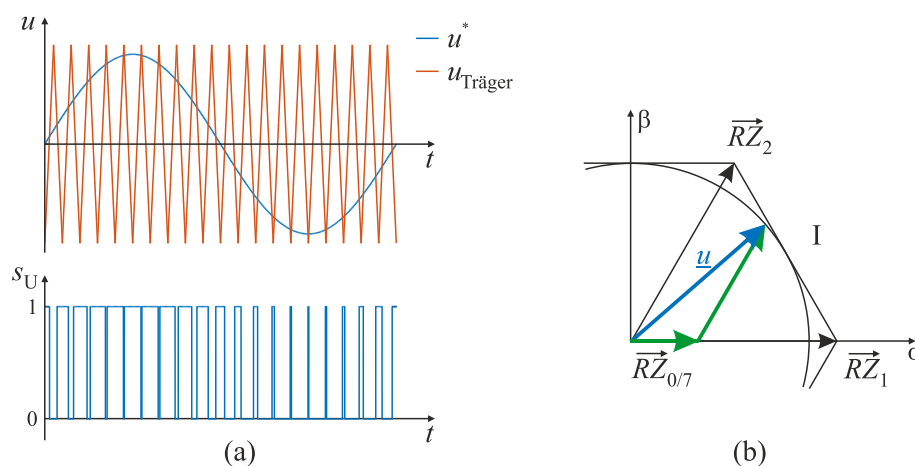 u
u*
uTräger
t
sU
1
0
t
(a)
β
RZ2
I
u
RZ0/7
RZ1
α
(b)